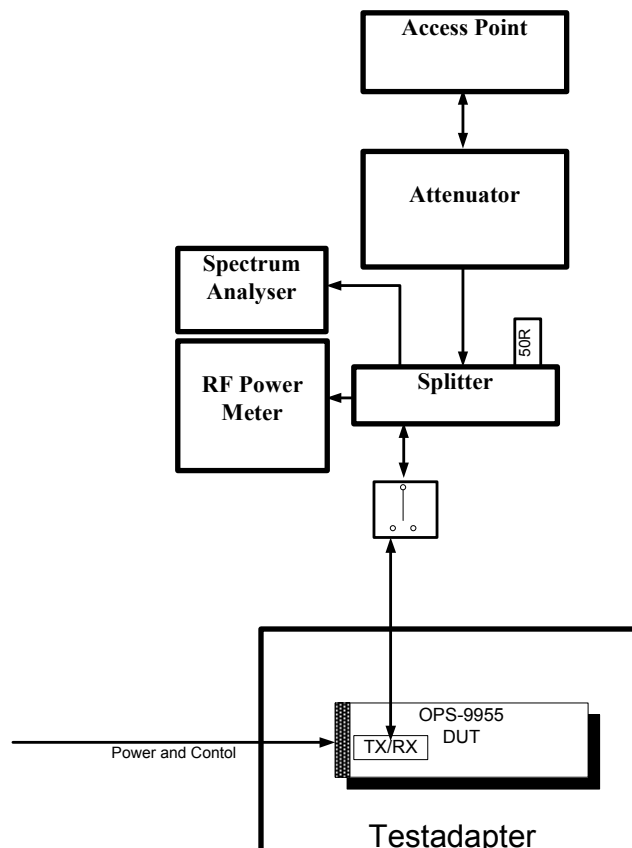 Access Point
Attenuator
Spectrum
Analyser
50R
Splitter
RF Power
Meter
OPS-9955
DUT
TX/RX
Power and Contol
Testadapter